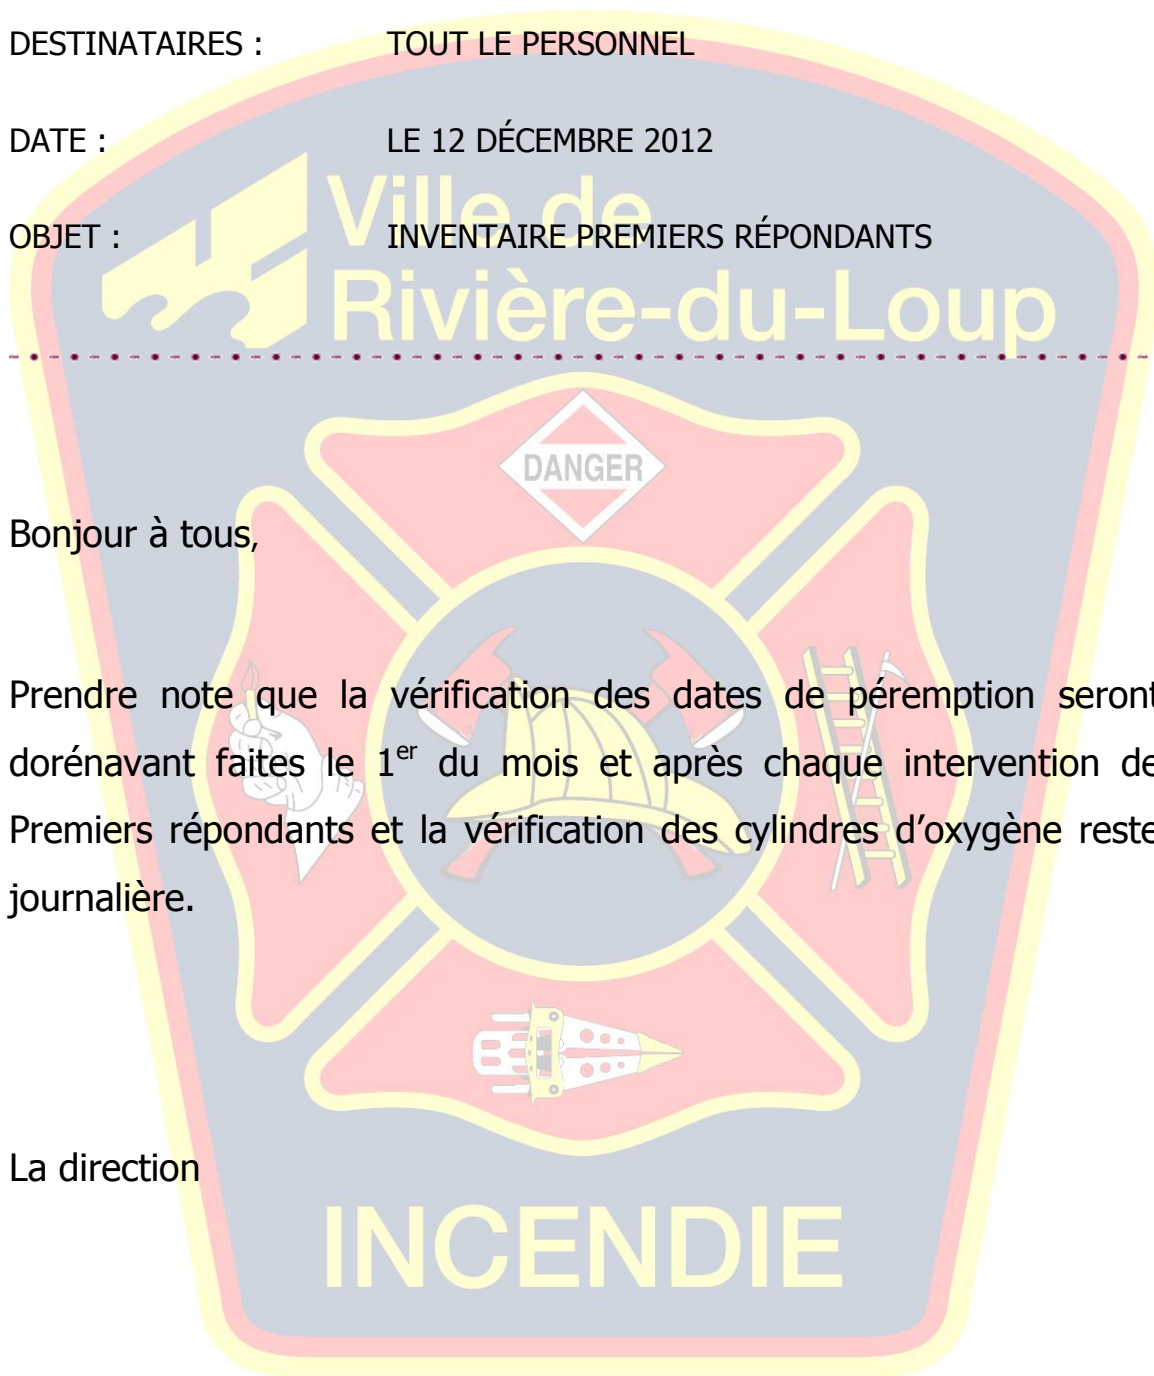 DESTINATAIRES : TOUT LE PERSONNEL
DATE : LE 12 DÉCEMBRE 2012
Ville de
OBJET : INVENTAIRE PREMIERS RÉPONDANTS
Rivière-du-Loup
DANGER
Bonjour à tous,
Prendre note que la vérification des dates de péremption seront
dorénavant faites le 1er du mois et après chaque intervention de
Premiers répondants et la vérification des cylindres d’oxygène reste
journalière.
La direction
INCENDIE